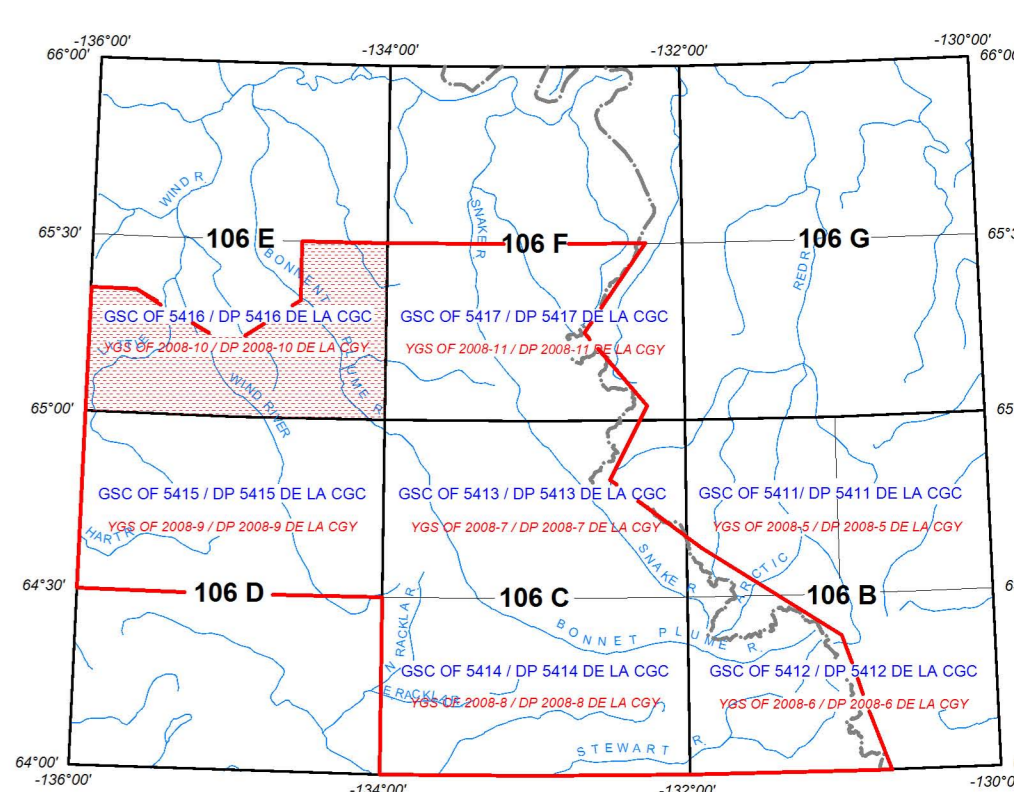 -136°00'
-134°00'
-132°00'
-130°00'
66°00'
66°00
WIND R.
SNAKE R
65°30'
106 E
106 F
106 G
65°3
BONNENT PLUME R.
RED R
GSC OF 5416 / DP 5416 DE LA CGC
GSC OF 5417 / DP 5417 DE LA CGC
LITTLE
YGS OF 2008-10 / DP 2008-10 DE LA CGY
YGS OF 2008-11 / DP 2008-11 DE LA CGY
WIND RIVER
65°00'
65°
GSC OF 5415 / DP 5415 DE LA CGC
GSC OF 5413 / DP 5413 DE LA CGC
GSC OF 5411/ DP 5411 DE LA CGC
YGS OF 2008-9 / DP 2008-9 DE LA CGY
YGS OF 2008-7 / DP 2008-7 DE LA CGY
YGS OF 2008-5 / DP 2008-5 DE LA CGY
HART R.
SNAKE R.
ARCTIC
64°30'
6
106 D
106 C
106 B
N RACKLA R.
BONNET PLUME R.
GSC OF 5414 / DP 5414 DE LA CGC
GSC OF 5412 / DP 5412 DE LA CGC
E RACKLA R.
YGS OF 2008-8 / DP 2008-8 DE LA CGY
YGS OF 2008-6 / DP 2008-6 DE LA CGY
STEWART R.
64°00'
-136°00'
-134°00'
-132°00'
-130°0